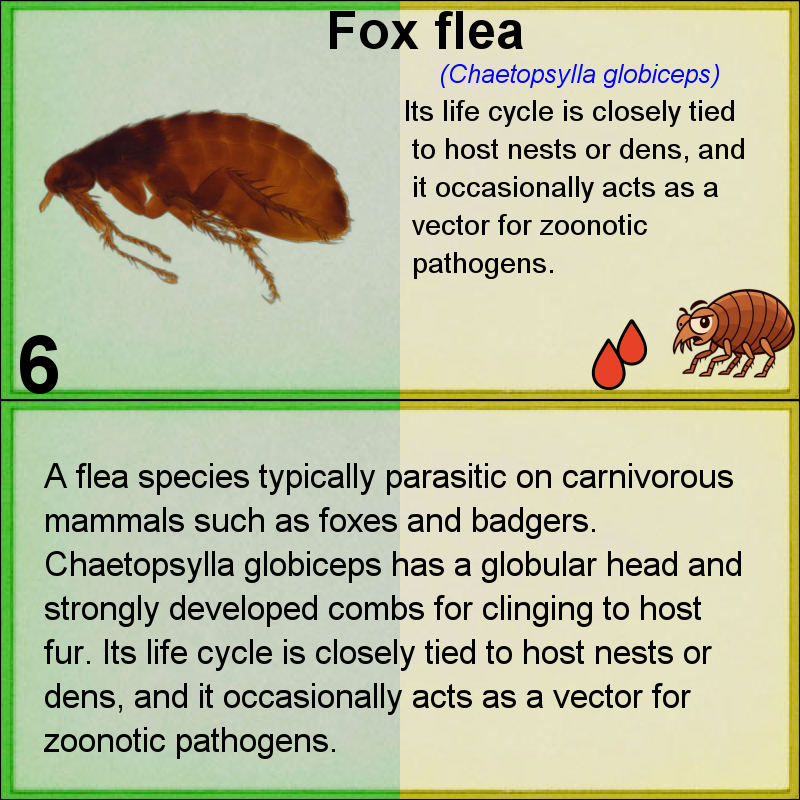 Fox flea
(Chaetopsylla globiceps)
Its life cycle is closely tied
to host nests or dens, and
it occasionally acts as a
vector for zoonotic
pathogens.
6
A flea species typically parasitic on carnivorous
mammals such as foxes and badgers.
Chaetopsylla globiceps has a globular head and
strongly developed combs for clinging to host
fur. Its life cycle is closely tied to host nests or
dens, and it occasionally acts as a vector for
zoonotic pathogens.